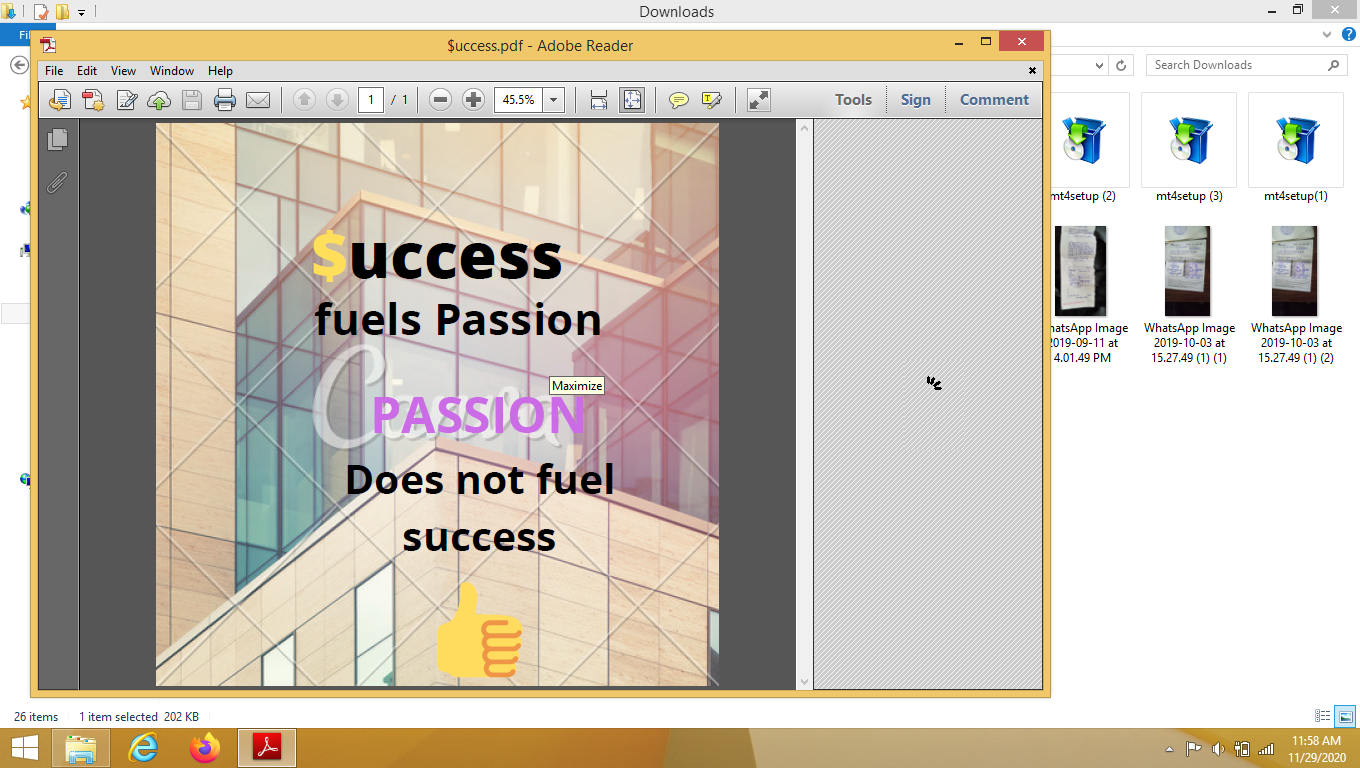 Downloads
Fi
$uccess.pdf - Adobe Reader
File Edit View Window Help
1 / 1
45.5%
Tools Sign Comment
Search Downloads
$uccess
fuels Passion
Canva
Maximize
PASSION
Does not fuel
success
mt4setup (2)
mt4setup (3)
mt4setup(1)
hatsApp Image
2019-09-11 at
4.01.49 PM
WhatsApp Image
2019-10-03 at
15.27.49 (1) (1)
WhatsApp Image
2019-10-03 at
15.27.49 (1) (2)
26 items 1 item selected 202 KB
11:58 AM
11/29/2020